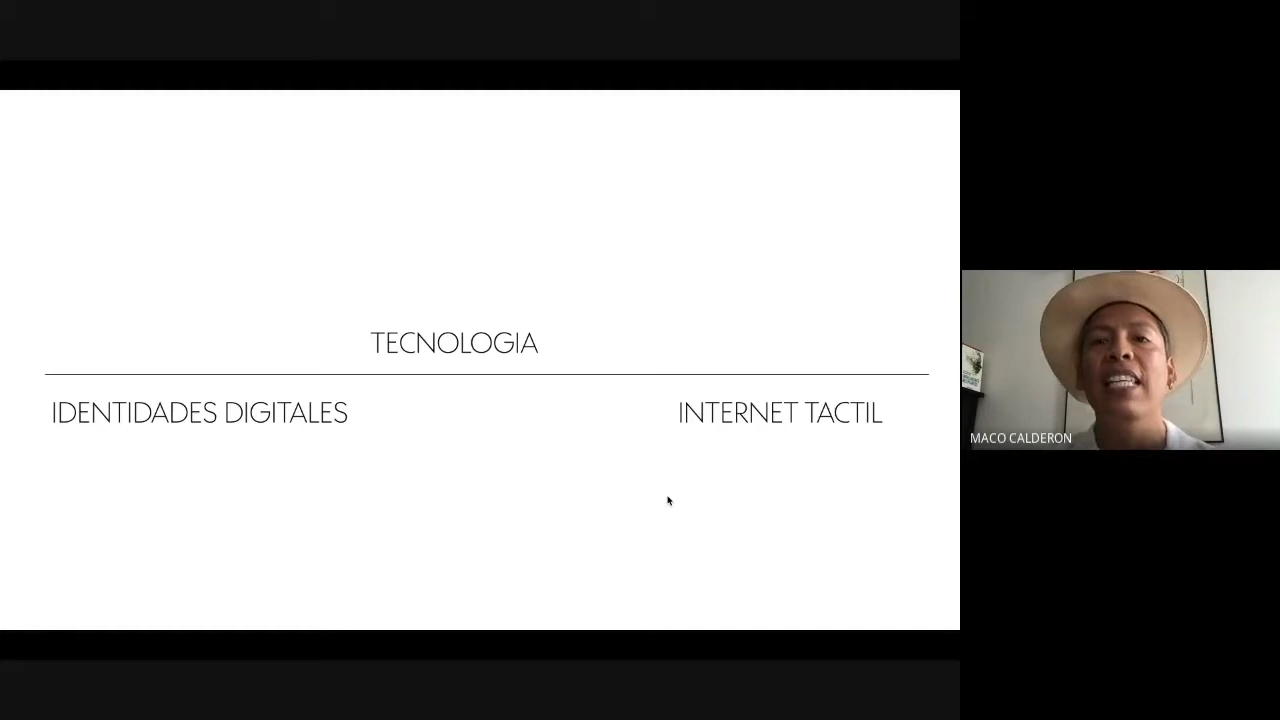 TECNOLOGIA
IDENTIDADES DIGITALES
INTERNET TACTIL
MACO CALDERON